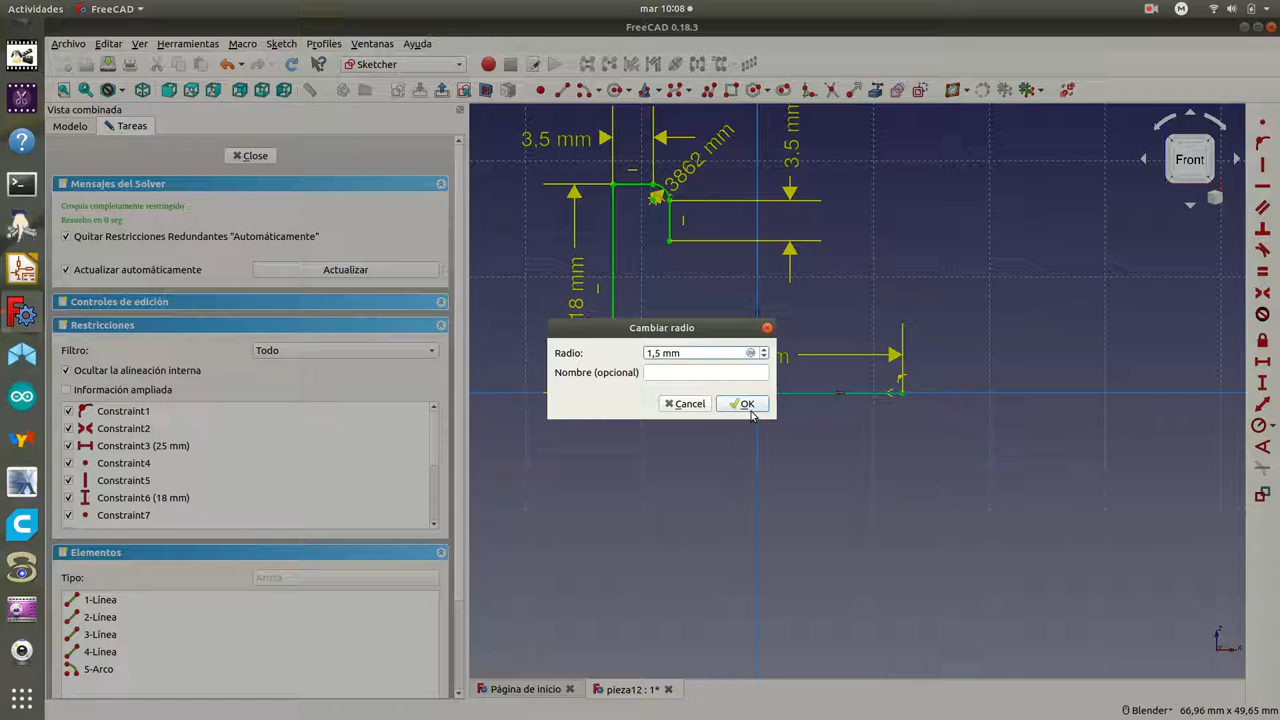 Actividades
FreeCAD
mar 10:08
FreeCAD 0.18.3
Archivo Editar Ver Herramientas Macro Sketch Profiles Ventanas Ayuda
Sketcher
Vista combinada
Modelo
Tareas
Close
Mensajes del Solver
Croquis completamente restringido
Resuelto en 0 seg
Quitar Restricciones Redundantes "Automáticamente"
Actualizar automáticamente
Actualizar
Controles de edición
Restricciones
Filtro:
Todo
Ocultar la alineación interna
Información ampliada
Constraint1
Constraint2
Constraint3 (25 mm)
Constraint4
Constraint5
Constraint6 (18 mm)
Constraint7
Elementos
Tipo:
Arista
1-Línea
2-Línea
3-Línea
4-Línea
5-Arco
3,5 mm
3862 mm
3,5 mm
18 mm
Front
Cambiar radio
Radio:
1,5 mm
Nombre (opcional)
Cancel
OK
Página de inicio
pieza12 : 1*
Blender
66,96 mm x 49,65 mm